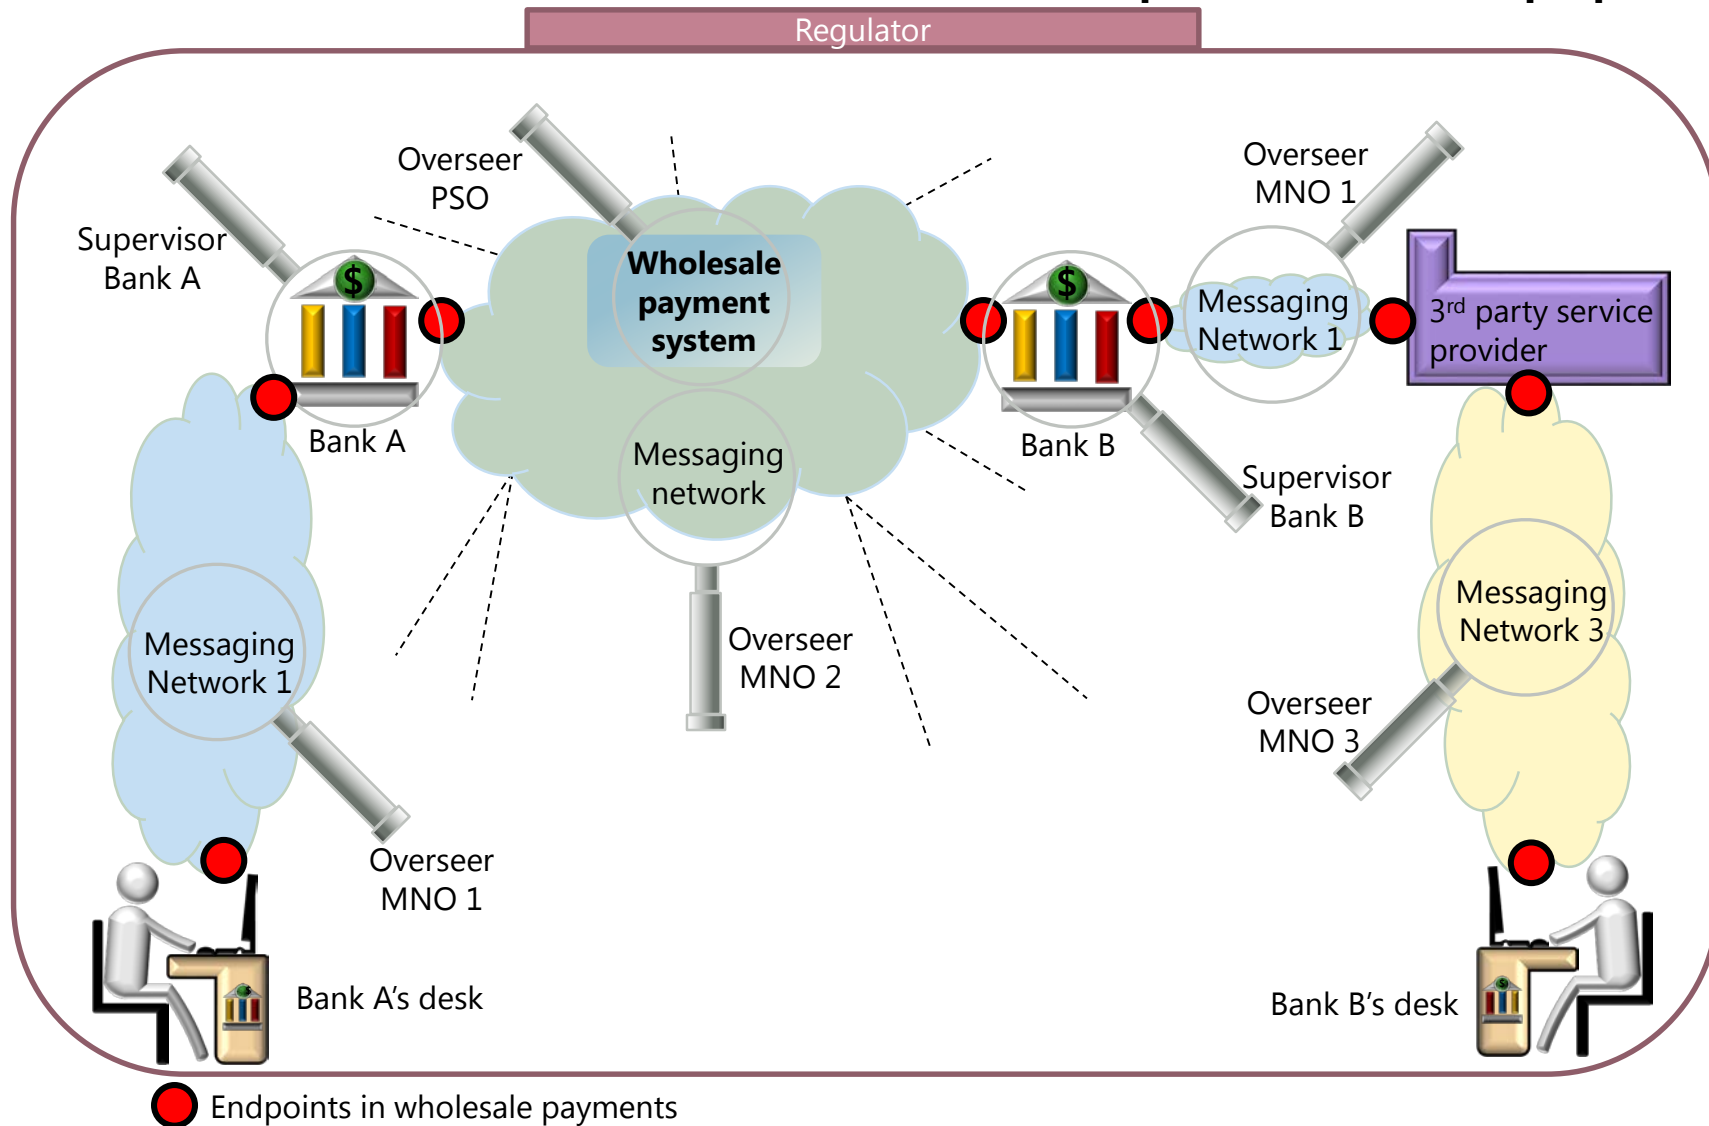 Regulator
Overseer
PSO
Overseer
MNO 1
Supervisor
Bank A
Wholesale
payment
system
Messaging
Network 1
3rd party service
provider
Bank A
Bank B
Messaging
network
Supervisor
Bank B
Messaging
Network 1
Overseer
MNO 2
Messaging
Network 3
Overseer
MNO 3
Overseer
MNO 1
Bank A’s desk
Bank B’s desk
Endpoints in wholesale payments
$
$